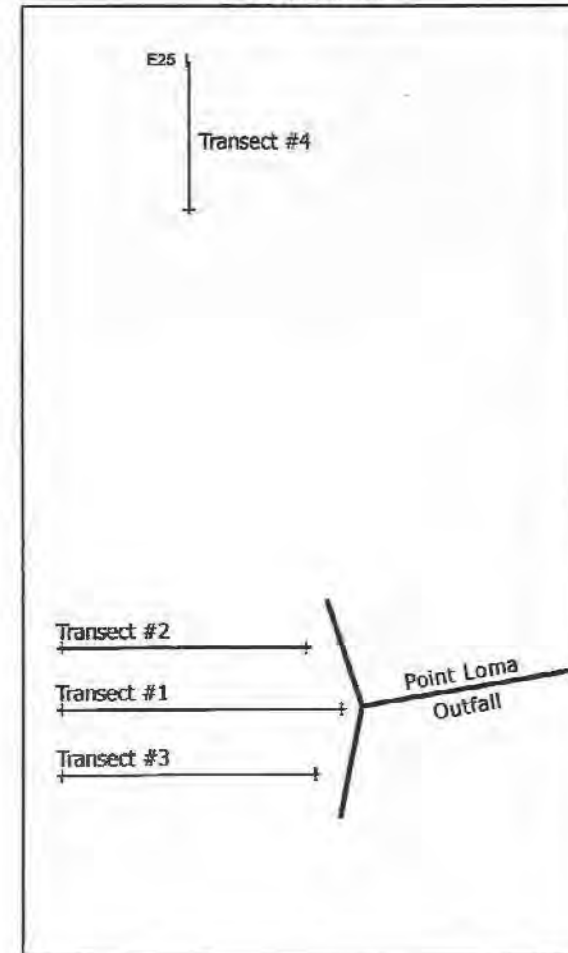 E25
Transect #4
Transect #2
Transect #1
Transect #3
Point Loma
Outfall